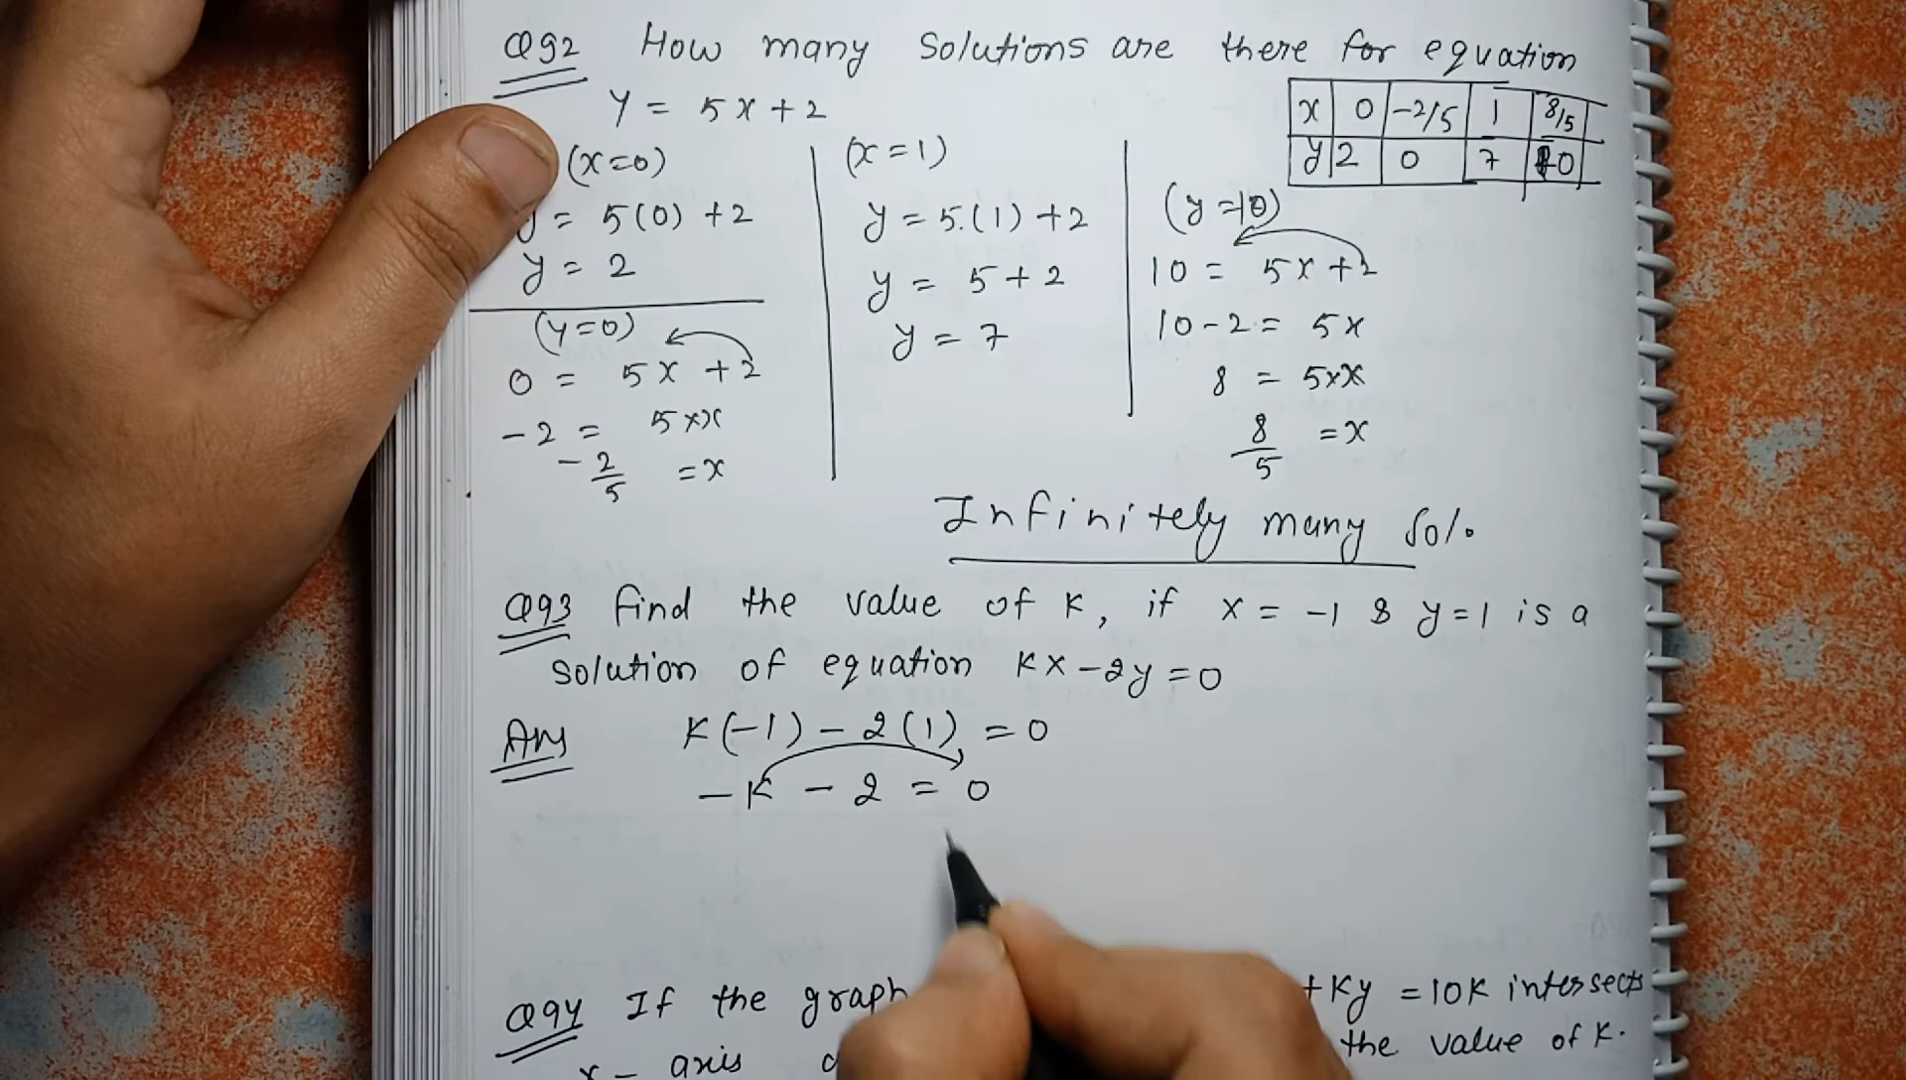 Q92 How many solutions are there for equation
y = 5x+2
x 0 -2/5 1 8/5
y 2 0 7 10
(x=0)
y = 5(0) +2
y = 2
(y=0)
0 = 5x +2
-2 = 5×x
-2/5 = x
(x=1)
y = 5.(1) +2
y = 5+2
y = 7
(y=10)
10 = 5x+2
10-2 = 5x
8 = 5×x
8/5 = x
Infinitely many sol.
Q93 find the value of K, if x = -1 & y=1 is a
solution of equation Kx-2y=0
Ans K(-1) - 2(1) = 0
-K - 2 = 0
Q94 If the graph +Ky = 10K intersects
x- axis the value of K.